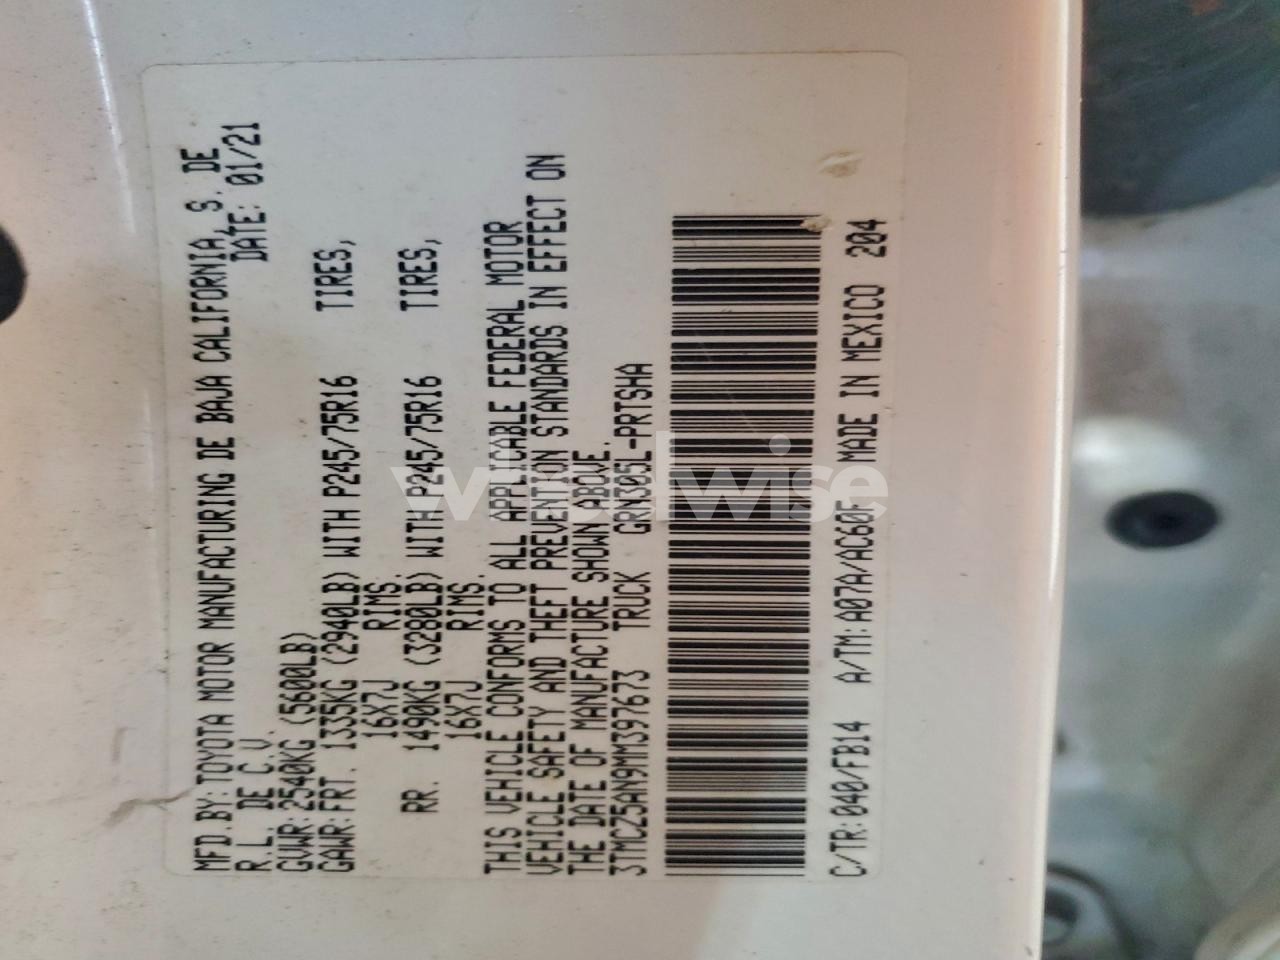 MFD.BY:TOYOTA MOTOR MANUFACTURING DE BAJA CALIFORNIA, S. DE
R.L. DE C.V. DATE: 01/21
GVWR:2540KG (5600LB)
GAWR:FRT. 1335KG (2940LB) WITH P245/75R16 TIRES,
16X7J RIMS.
RR. 1490KG (3280LB) WITH P245/75R16 TIRES,
16X7J RIMS.
THIS VEHICLE CONFORMS TO ALL APPLICABLE FEDERAL MOTOR
VEHICLE SAFETY AND THEFT PREVENTION STANDARDS IN EFFECT ON
THE DATE OF MANUFACTURE SHOWN ABOVE.
3TMCZ5AN9MM397673 TRUCK GRN305L-PRTSHA
C/TR:040/FB14 A/TM:A07A/AC60F MADE IN MEXICO 204
wheelwise